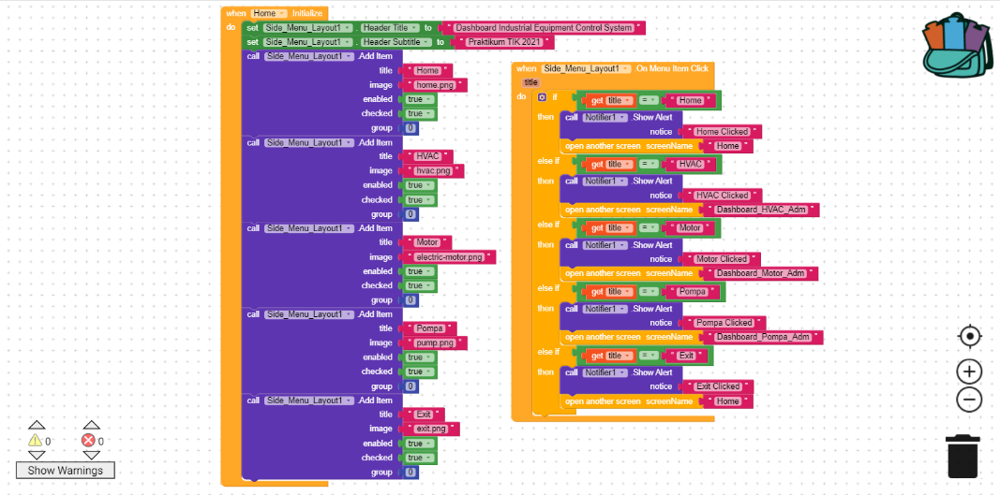 when Home .Initialize
do set Side_Menu_Layout1 . Header Title to " Dashboard Industrial Equipment Control System "
set Side_Menu_Layout1 . Header Subtitle to " Praktikum TIK 2021 "
call Side_Menu_Layout1 .Add Item
title " Home "
image " home.png "
enabled true
checked true
group 0
call Side_Menu_Layout1 .Add Item
title " HVAC "
image " hvac.png "
enabled true
checked true
group 0
call Side_Menu_Layout1 .Add Item
title " Motor "
image " electric-motor.png "
enabled true
checked true
group 0
call Side_Menu_Layout1 .Add Item
title " Pompa "
image " pump.png "
enabled true
checked true
group 0
call Side_Menu_Layout1 .Add Item
title " Exit "
image " exit.png "
enabled true
checked true
group 0
when Side_Menu_Layout1 .On Menu Item Click
title
do if get title = " Home "
then call Notifier1 .Show Alert
notice " Home Clicked "
open another screen screenName " Home "
else if get title = " HVAC "
then call Notifier1 .Show Alert
notice " HVAC Clicked "
open another screen screenName " Dashboard_HVAC_Adm "
else if get title = " Motor "
then call Notifier1 .Show Alert
notice " Motor Clicked "
open another screen screenName " Dashboard_Motor_Adm "
else if get title = " Pompa "
then call Notifier1 .Show Alert
notice " Pompa Clicked "
open another screen screenName " Dashboard_Pompa_Adm "
else if get title = " Exit "
then call Notifier1 .Show Alert
notice " Exit Clicked "
open another screen screenName " Home "
0 0
Show Warnings